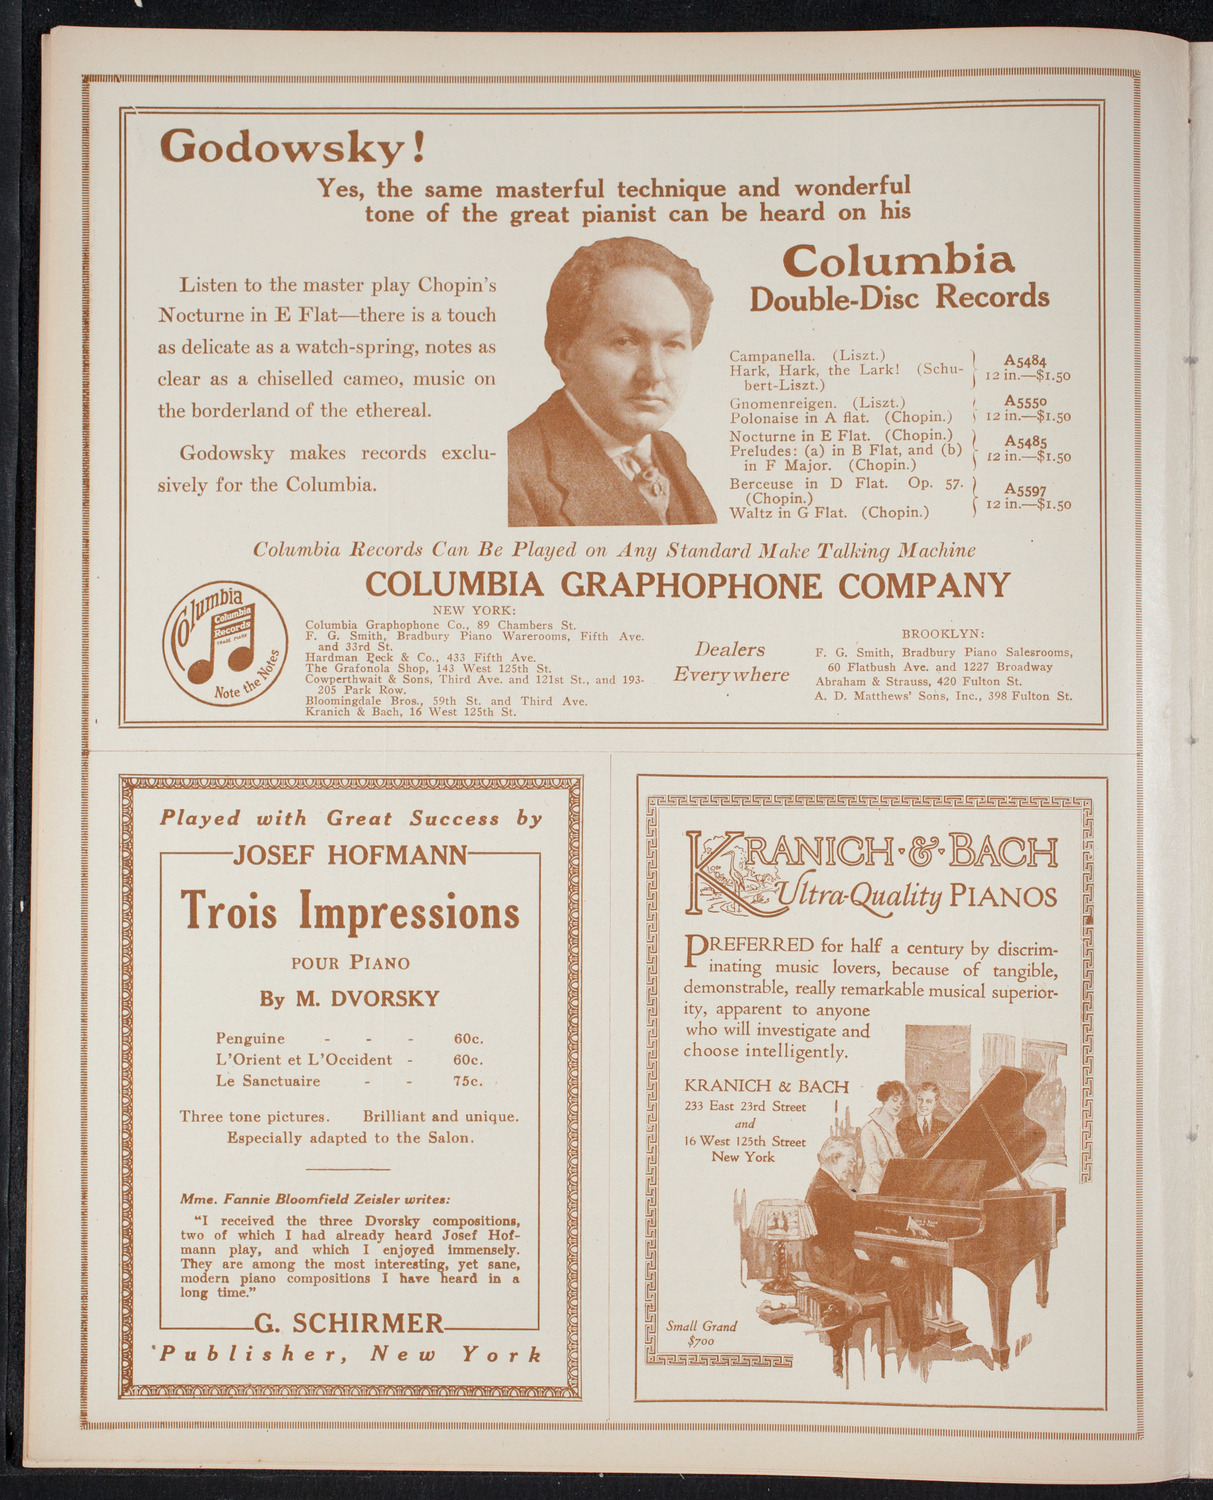 Godowsky!
Yes, the same masterful technique and wonderful
tone of the great pianist can be heard on his
Columbia
Double-Disc Records
Listen to the master play Chopin's
Nocturne in E Flat—there is a touch
as delicate as a watch-spring, notes as
clear as a chiselled cameo, music on
the borderland of the ethereal.
Godowsky makes records exclu-
sively for the Columbia.
Campanella. (Liszt.)
Hark, Hark, the Lark! (Schu-
bert-Liszt.)
A5484
12 in.—$1.50
Gnomenreigen. (Liszt.)
Polonaise in A flat. (Chopin.)
A5550
12 in.—$1.50
Nocturne in E Flat. (Chopin.)
Preludes: (a) in B Flat, and (b)
in F Major. (Chopin.)
A5485
12 in.—$1.50
Berceuse in D Flat. Op. 57.
(Chopin.)
Waltz in G Flat. (Chopin.)
A5597
12 in.—$1.50
Columbia Records Can Be Played on Any Standard Make Talking Machine
COLUMBIA GRAPHOPHONE COMPANY
Columbia
Columbia
Records
TRADE MARK
Note the Notes
NEW YORK:
Columbia Graphophone Co., 89 Chambers St.
F. G. Smith, Bradbury Piano Warerooms, Fifth Ave.
and 33rd St.
Hardman Peck & Co., 433 Fifth Ave.
The Grafonola Shop, 143 West 125th St.
Cowperthwait & Sons, Third Ave. and 121st St., and 193-
205 Park Row.
Bloomingdale Bros., 59th St. and Third Ave.
Kranich & Bach, 16 West 125th St.
Dealers
Everywhere
BROOKLYN:
F. G. Smith, Bradbury Piano Salesrooms,
60 Flatbush Ave. and 1227 Broadway
Abraham & Strauss, 420 Fulton St.
A. D. Matthews' Sons, Inc., 398 Fulton St.
Played with Great Success by
JOSEF HOFMANN
Trois Impressions
POUR PIANO
By M. DVORSKY
Penguine - - - 60c.
L'Orient et L'Occident - 60c.
Le Sanctuaire - - 75c.
Three tone pictures. Brilliant and unique.
Especially adapted to the Salon.
Mme. Fannie Bloomfield Zeisler writes:
"I received the three Dvorsky compositions,
two of which I had already heard Josef Hof-
mann play, and which I enjoyed immensely.
They are among the most interesting, yet sane,
modern piano compositions I have heard in a
long time."
G. SCHIRMER
Publisher, New York
KRANICH·&·BACH
Ultra-Quality PIANOS
PREFERRED for half a century by discrim-
inating music lovers, because of tangible,
demonstrable, really remarkable musical superior-
ity, apparent to anyone
who will investigate and
choose intelligently.
KRANICH & BACH
233 East 23rd Street
and
16 West 125th Street
New York
Small Grand
$700